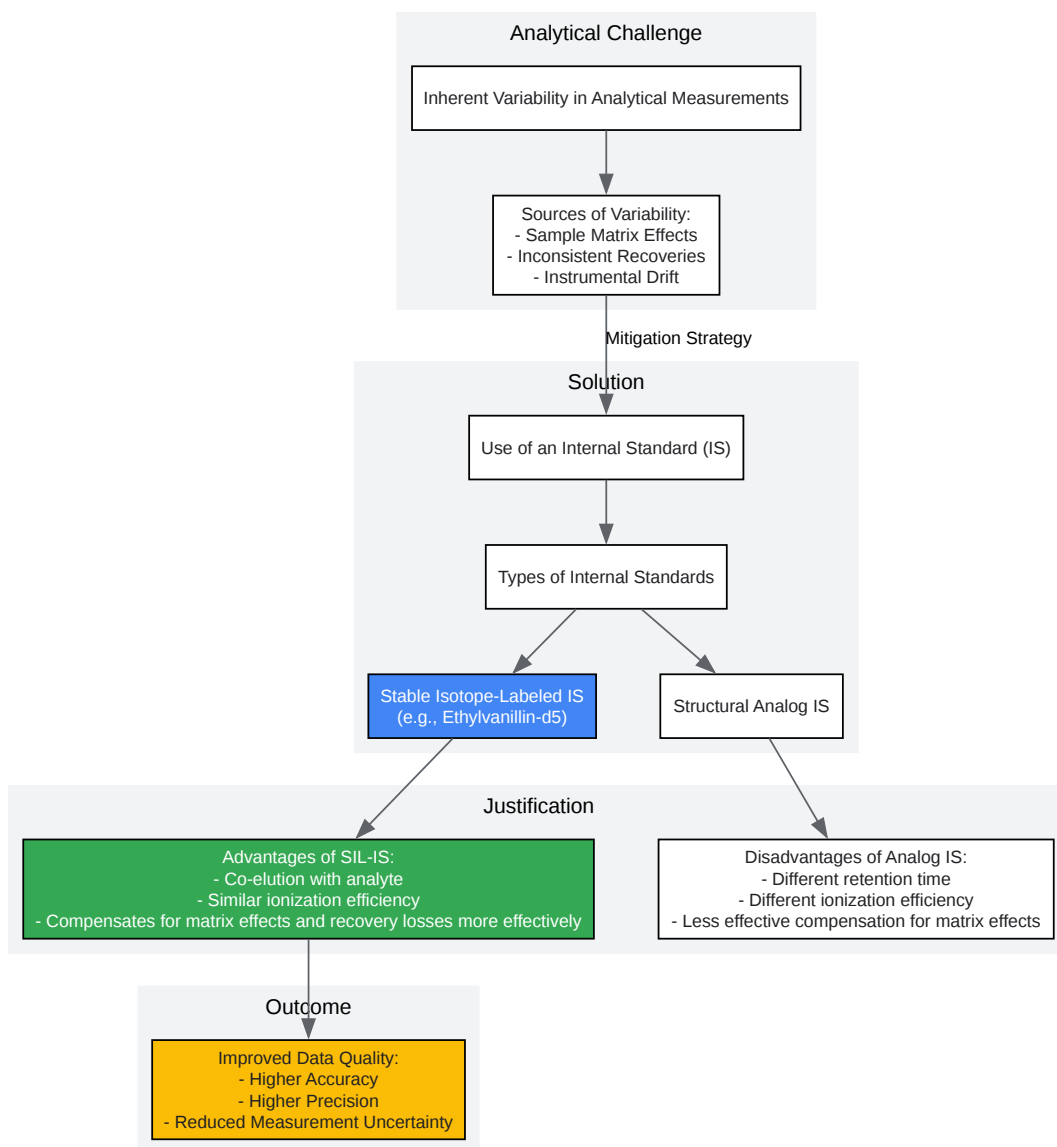 Analytical Challenge
Inherent Variability in Analytical Measurements
Sources of Variability:
- Sample Matrix Effects
- Inconsistent Recoveries
- Instrumental Drift
Mitigation Strategy
Solution
Use of an Internal Standard (IS)
Types of Internal Standards
Stable Isotope-Labeled IS
(e.g., Ethylvanillin-d5)
Structural Analog IS
Justification
Advantages of SIL-IS:
- Co-elution with analyte
- Similar ionization efficiency
- Compensates for matrix effects and recovery losses more effectively
Disadvantages of Analog IS:
- Different retention time
- Different ionization efficiency
- Less effective compensation for matrix effects
Outcome
Improved Data Quality:
- Higher Accuracy
- Higher Precision
- Reduced Measurement Uncertainty